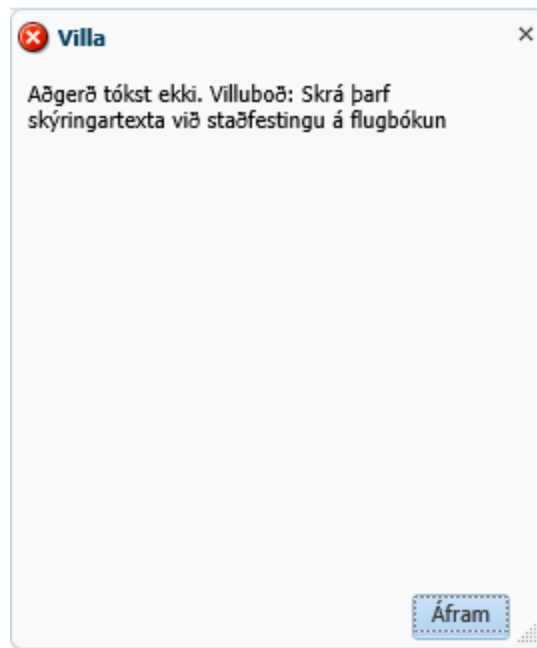 Villa
Aðgerð tókst ekki. Villuboð: Skrá þarf
skýringartexta við staðfestingu á flugbókun
Áfram